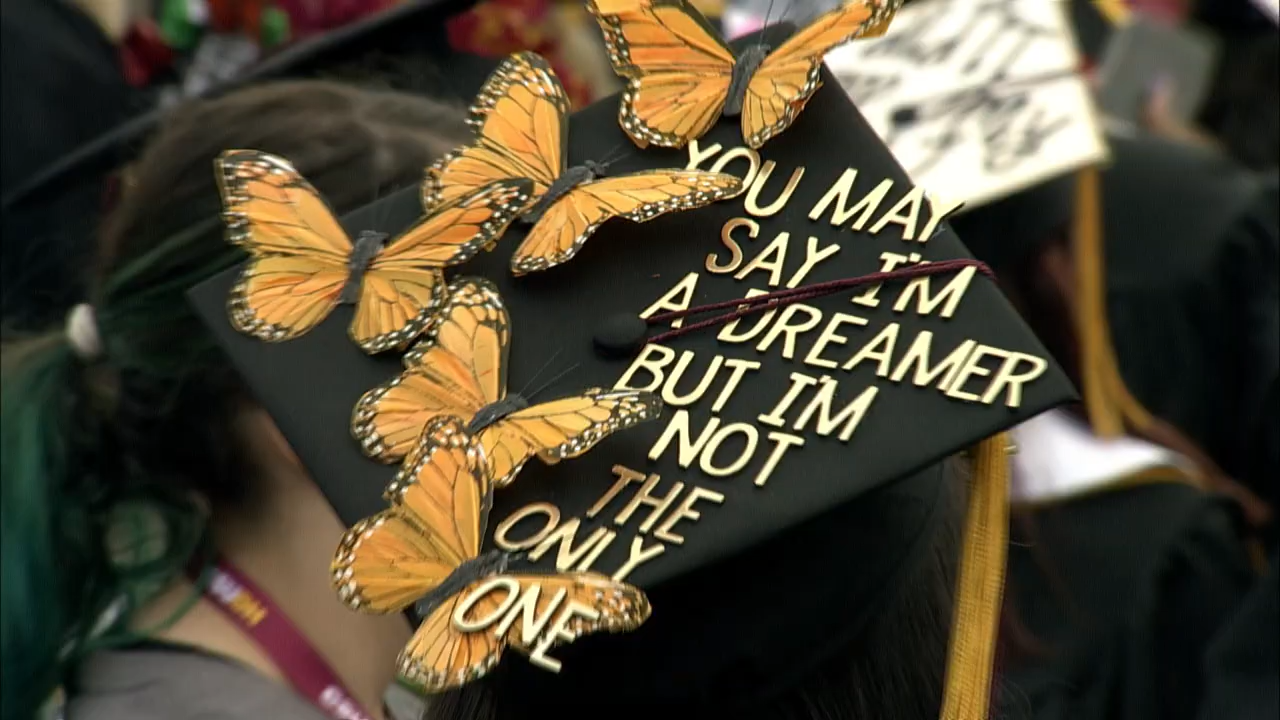 YOU MAY
SAY I'M
A DREAMER
BUT I'M
NOT
THE
ONLY
ONE